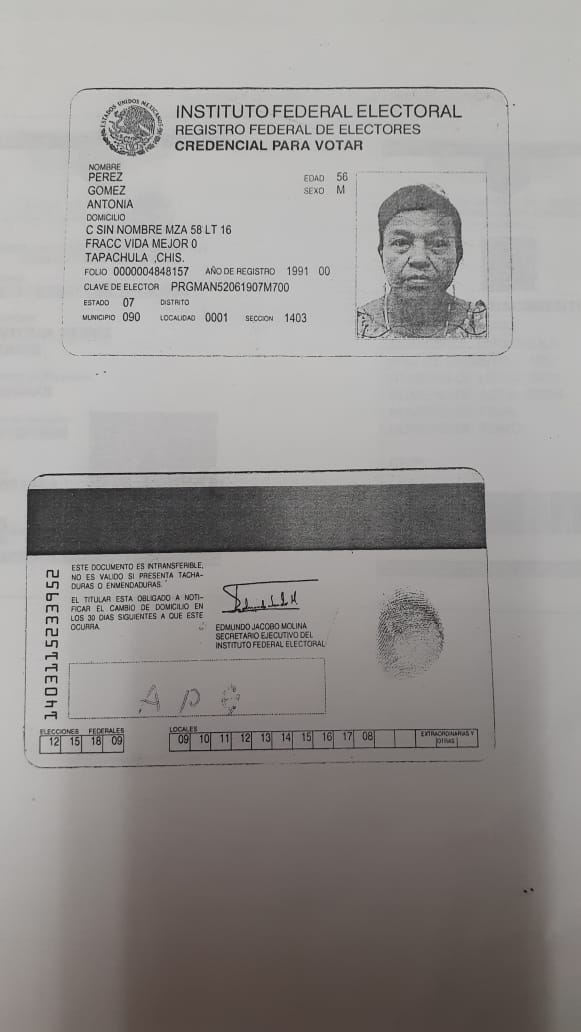 ESTADOS UNIDOS MEXICANOS
INSTITUTO FEDERAL ELECTORAL
REGISTRO FEDERAL DE ELECTORES
CREDENCIAL PARA VOTAR
NOMBRE
PEREZ
GOMEZ
ANTONIA
EDAD 56
SEXO M
DOMICILIO
C SIN NOMBRE MZA 58 LT 16
FRACC VIDA MEJOR 0
TAPACHULA ,CHIS.
FOLIO 0000004848157 AÑO DE REGISTRO 1991 00
CLAVE DE ELECTOR PRGMAN52061907M700
ESTADO 07 DISTRITO
MUNICIPIO 090 LOCALIDAD 0001 SECCION 1403
1403115233952
ESTE DOCUMENTO ES INTRANSFERIBLE,
NO ES VALIDO SI PRESENTA TACHA-
DURAS O ENMENDADURAS.
EL TITULAR ESTA OBLIGADO A NOTI-
FICAR EL CAMBIO DE DOMICILIO EN
LOS 30 DIAS SIGUIENTES A QUE ESTE
OCURRA.
EDMUNDO JACOBO MOLINA
SECRETARIO EJECUTIVO DEL
INSTITUTO FEDERAL ELECTORAL
A P
ELECCIONES FEDERALES
12 15 18 09
LOCALES
09 10 11 12 13 14 15 16 17 08
EXTRAORDINARIAS Y
OTRAS